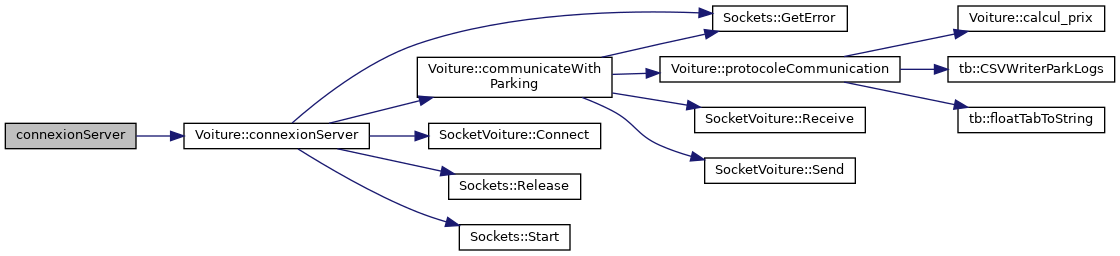 connexionServer
Voiture::connexionServer
Voiture::communicateWith
Parking
SocketVoiture::Connect
Sockets::Release
Sockets::Start
Sockets::GetError
Voiture::protocoleCommunication
SocketVoiture::Receive
SocketVoiture::Send
Voiture::calcul_prix
tb::CSVWriterParkLogs
tb::floatTabToString